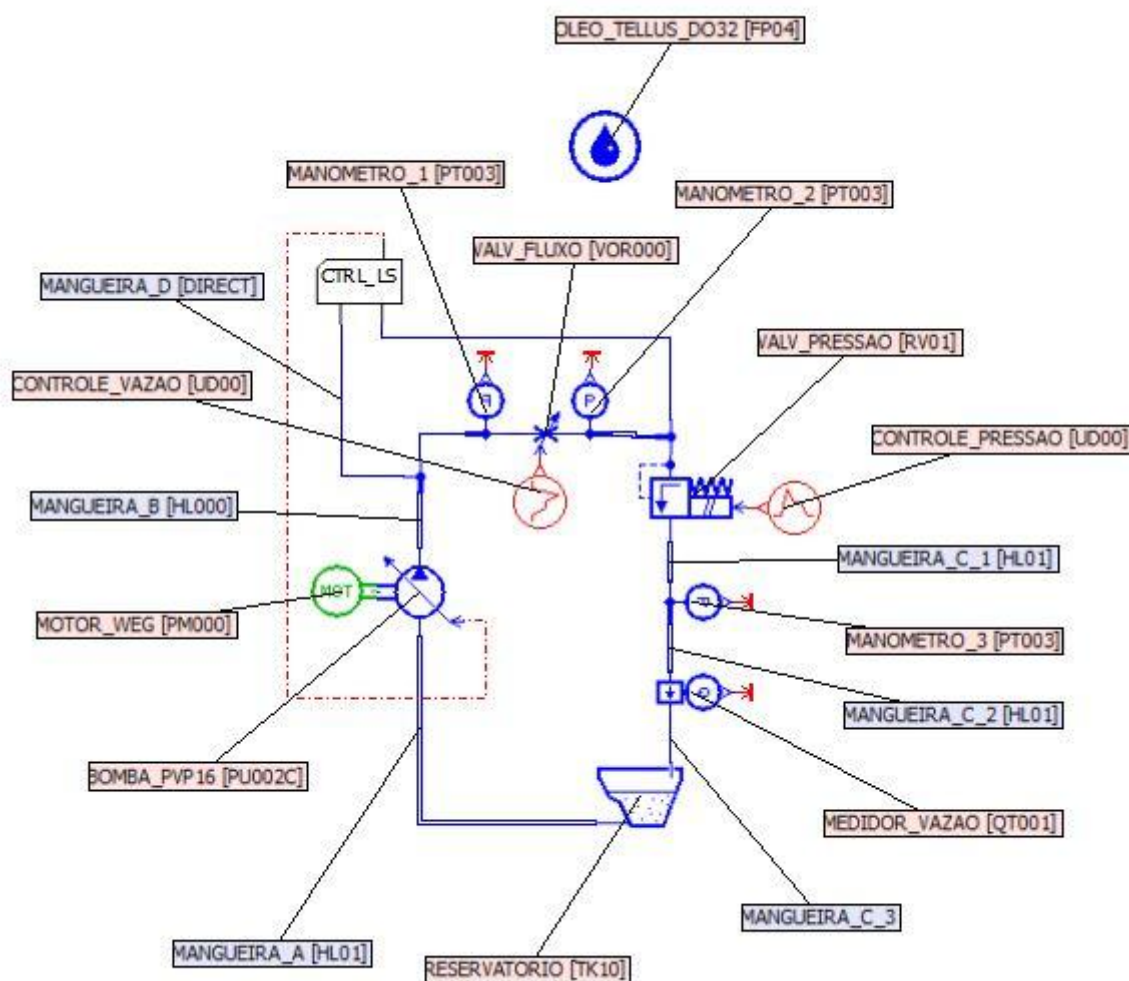 OLEO_TELLUS_DO32 [FP04]
MANOMETRO_1 [PT003]
MANOMETRO_2 [PT003]
VALV_FLUXO [VOR000]
CTRL_LS
MANGUEIRA_D [DIRECT]
VALV_PRESSAO [RV01]
CONTROLE_VAZAO [UD00]
P
P
CONTROLE_PRESSAO [UD00]
MANGUEIRA_B [HL000]
MANGUEIRA_C_1 [HL01]
MOT
P
MOTOR_WEG [PM000]
MANOMETRO_3 [PT003]
Q
MANGUEIRA_C_2 [HL01]
BOMBA_PVP16 [PU002C]
MEDIDOR_VAZAO [QT001]
MANGUEIRA_C_3
MANGUEIRA_A [HL01]
RESERVATORIO [TK10]